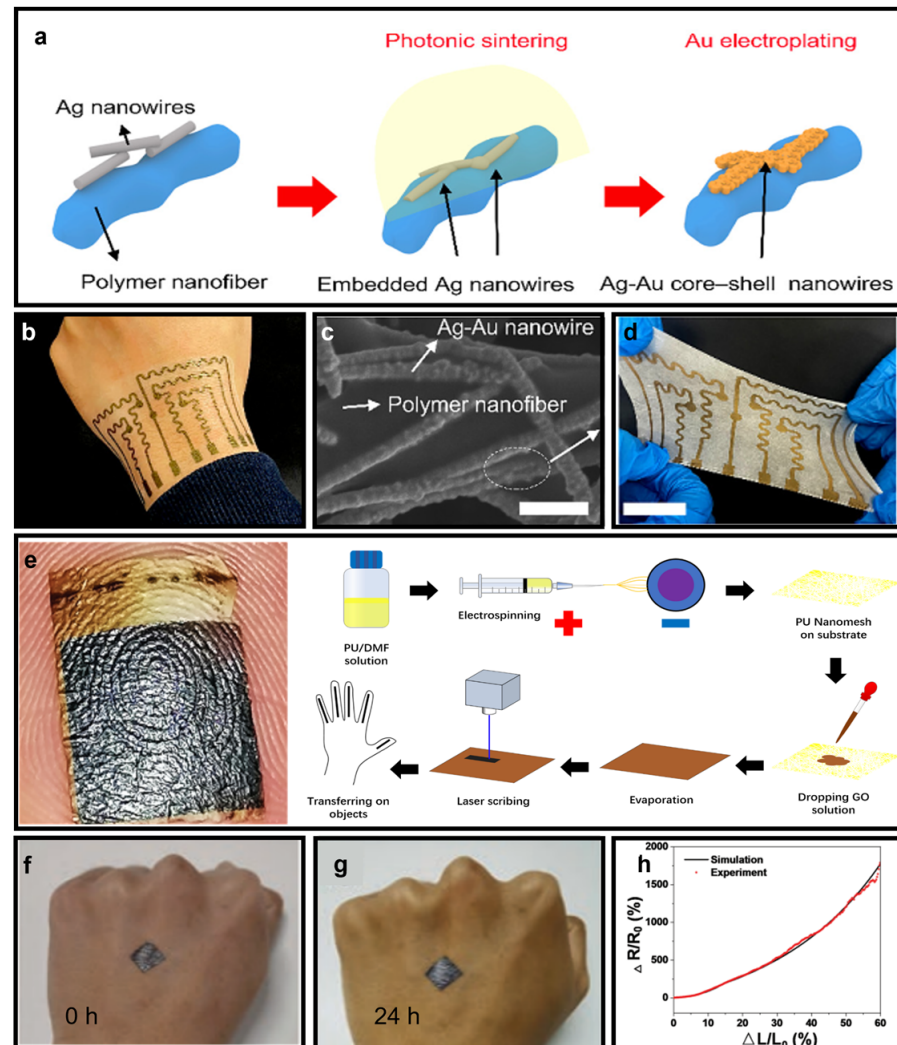 a
Photonic sintering
Au electroplating
Ag nanowires
Polymer nanofiber
Embedded Ag nanowires
Ag-Au core–shell nanowires
b
c
Ag-Au nanowire
Polymer nanofiber
d
e
PU/DMF
solution
Electrospinning
PU Nanomesh
on substrate
Transferring on
objects
Laser scribing
Evaporation
Dropping GO
solution
f
0 h
g
24 h
h
Simulation
Experiment
△ R/R0 (%)
2000
1500
1000
500
0
0 10 20 30 40 50 60
△L/L0 (%)